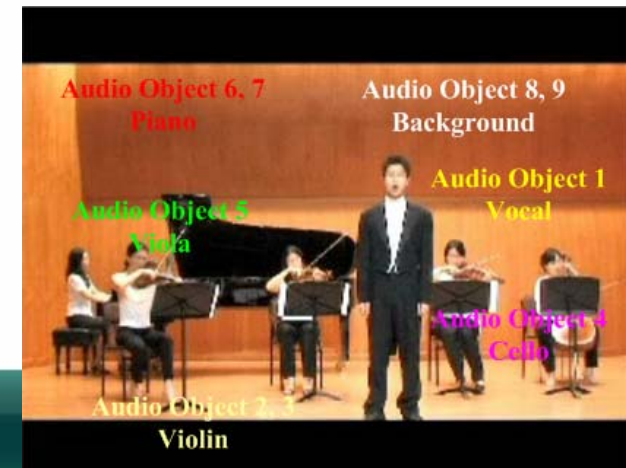 Audio Object 6, 7
Piano
Audio Object 8, 9
Background
Audio Object 1
Vocal
Audio Object 5
Viola
Audio Object 4
Cello
Audio Object 2, 3
Violin